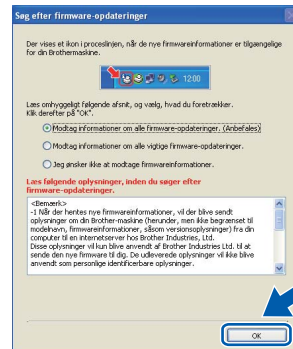 Søg efter firmware-opdateringer
Der vises et ikon i proceslinjen, når de nye firmwareinformationer er tilgængelige
for din Brothermaskine.
12:00
Læs omhyggeligt følgende afsnit, og vælg, hvad du foretrækker.
Klik derefter på "OK".
Modtag informationer om alle firmware-opdateringer. (Anbefales)
Modtag informationer om alle vigtige firmware-opdateringer.
Jeg ønsker ikke at modtage firmwareinformationer.
Læs følgende oplysninger, inden du søger efter
firmware-opdateringer.
<Bemærk>
-1 Når der hentes nye firmwareinformationer, vil der blive sendt
oplysninger om din Brother-maskine (herunder, men ikke begrænset til
modelnavn, firmwareinformationer, såsom versionsoplysninger) fra din
computer til en internetserver hos Brother Industries, Ltd.
Disse oplysninger vil kun blive anvendt af Brother Industries Ltd. til at
sende den nye firmware til dig. De udleverede oplysninger vil ikke blive
anvendt som personlige identificerbare oplysninger.
OK